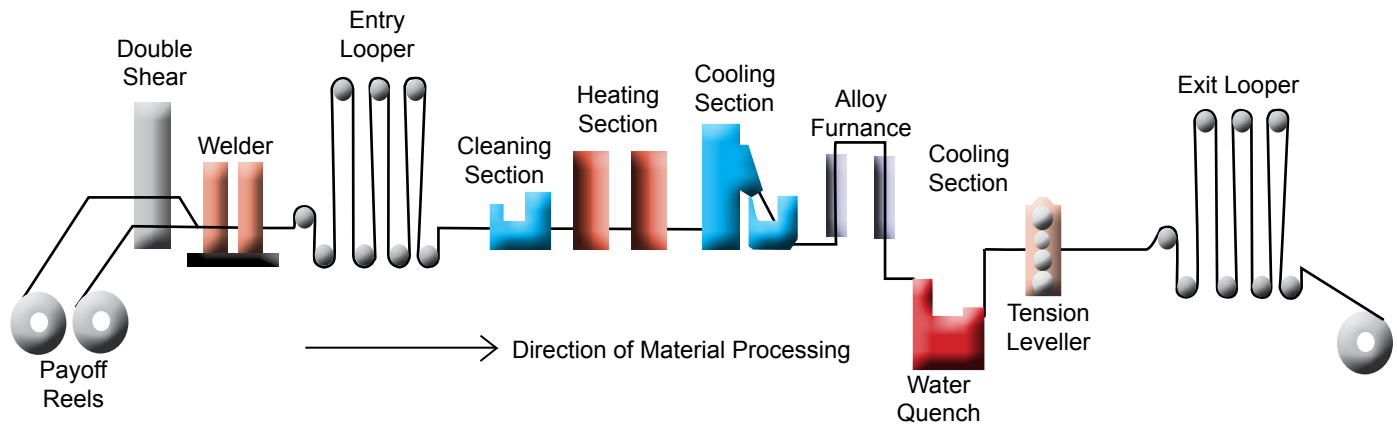 Double
Shear
Welder
Entry
Looper
Cleaning
Section
Heating
Section
Cooling
Section
Alloy
Furnance
Cooling
Section
Exit Looper
Payoff
Reels
Direction of Material Processing
Water
Quench
Tension
Leveller